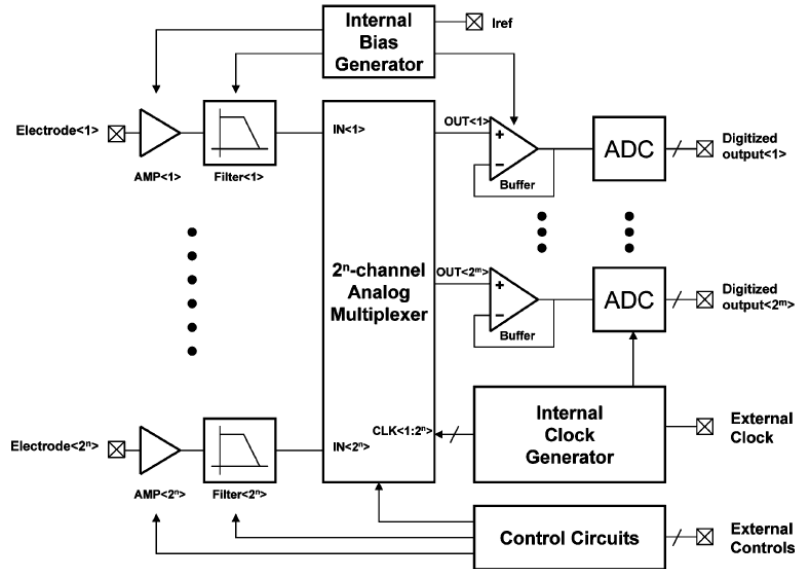 Internal
Bias
Generator
Iref
Electrode<1>
AMP<1>
Filter<1>
IN<1>
OUT<1>
+
−
Buffer
ADC
Digitized
output<1>
2ⁿ-channel
Analog
Multiplexer
OUT<2ᵐ>
+
−
Buffer
ADC
Digitized
output<2ᵐ>
Electrode<2ⁿ>
AMP<2ⁿ>
Filter<2ⁿ>
IN<2ⁿ>
CLK<1:2ⁿ>
Internal
Clock
Generator
External
Clock
Control Circuits
External
Controls